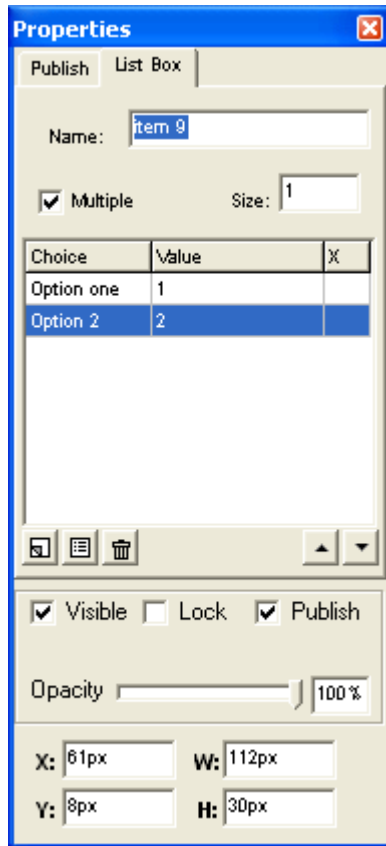 Properties
Publish List Box
Name: item 9
Multiple Size: 1
Choice Value X
Option one 1
Option 2 2
Visible Lock Publish
Opacity 100%
X: 61px W: 112px
Y: 8px H: 30px